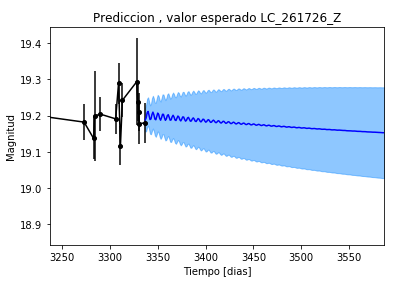 Prediccion , valor esperado LC_261726_Z
19.4
19.3
19.2
19.1
19.0
18.9
Magnitud
3250 3300 3350 3400 3450 3500 3550
Tiempo [dias]